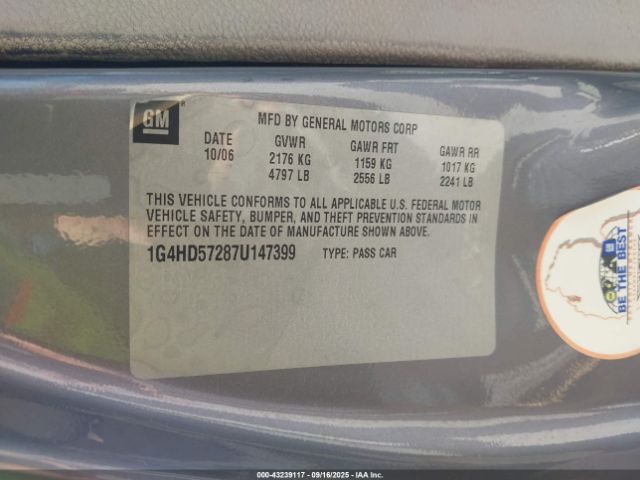 GM
MFD BY GENERAL MOTORS CORP
DATE GVWR GAWR FRT GAWR RR
10/06 2176 KG 1159 KG 1017 KG
4797 LB 2556 LB 2241 LB
THIS VEHICLE CONFORMS TO ALL APPLICABLE U.S. FEDERAL MOTOR
VEHICLE SAFETY, BUMPER, AND THEFT PREVENTION STANDARDS IN
EFFECT ON THE DATE OF MANUFACTURE SHOWN ABOVE.
1G4HD57287U147399 TYPE: PASS CAR
BE THE BEST
000-43239117 - 09/16/2025 - IAAI.COM